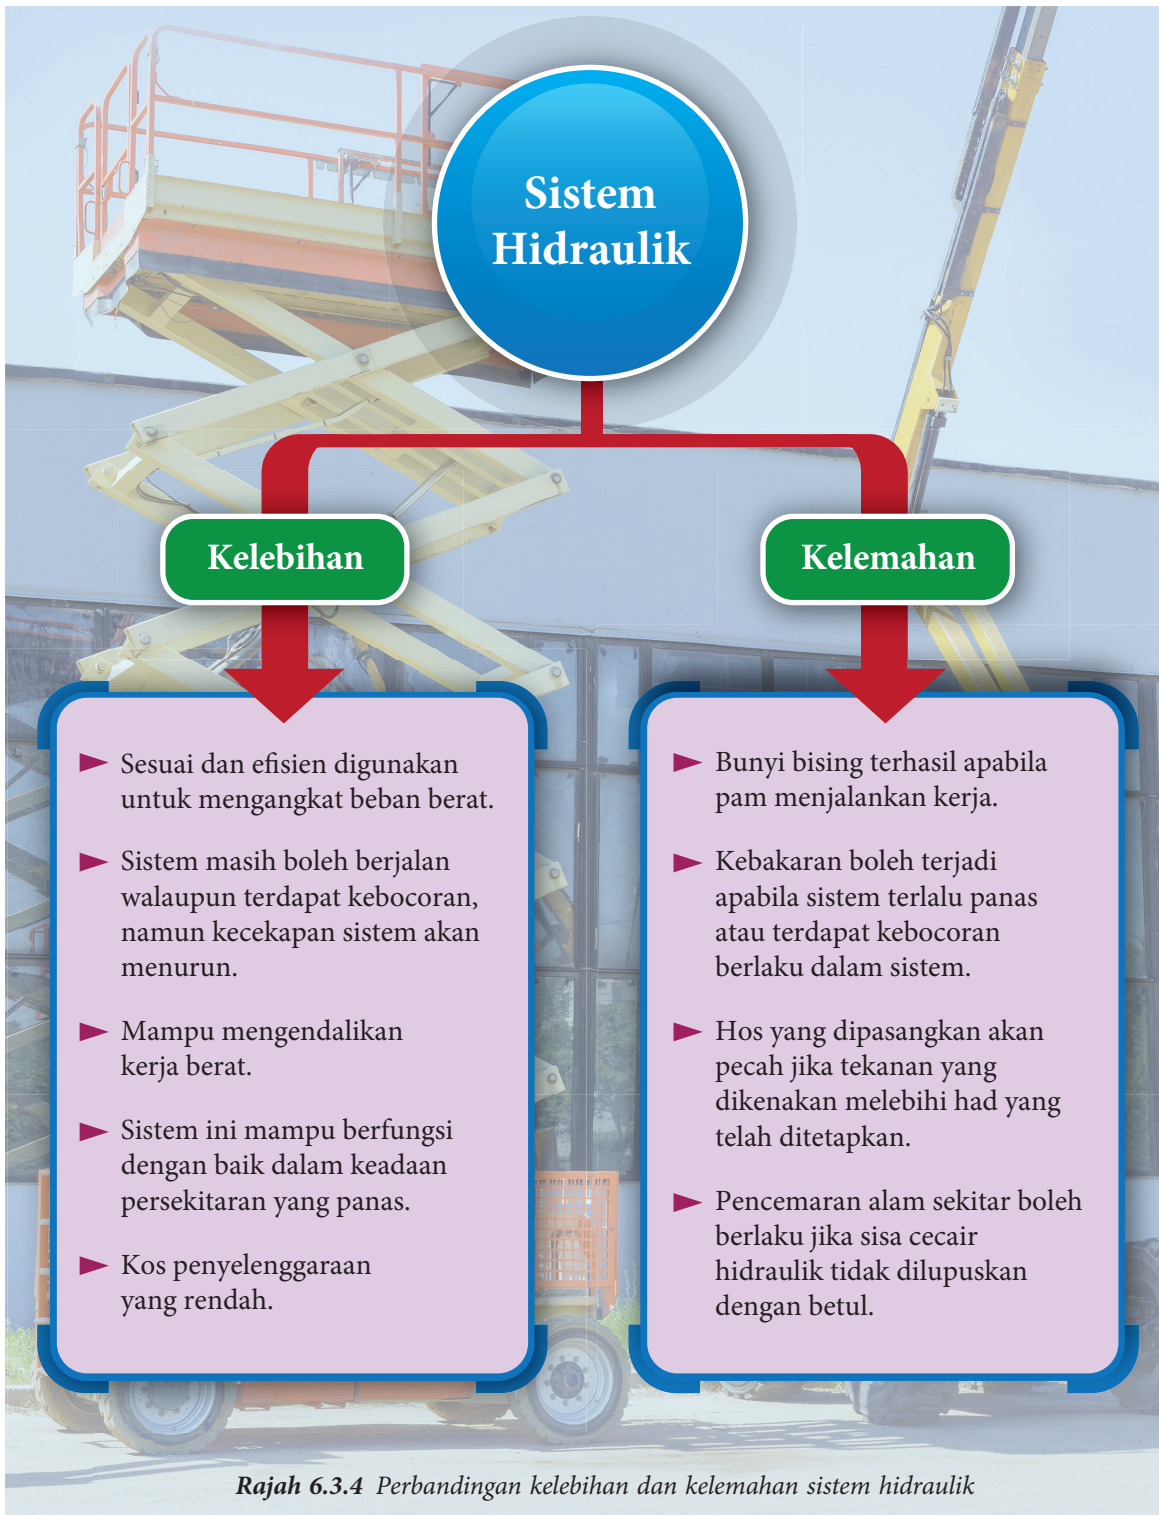 Sistem
Hidraulik
Kelebihan
Sesuai dan efisien digunakan
untuk mengangkat beban berat.
Sistem masih boleh berjalan
walaupun terdapat kebocoran,
namun kecekapan sistem akan
menurun.
Mampu mengendalikan
kerja berat.
Sistem ini mampu berfungsi
dengan baik dalam keadaan
persekitaran yang panas.
Kos penyelenggaraan
yang rendah.
Kelemahan
Bunyi bising terhasil apabila
pam menjalankan kerja.
Kebakaran boleh terjadi
apabila sistem terlalu panas
atau terdapat kebocoran
berlaku dalam sistem.
Hos yang dipasangkan akan
pecah jika tekanan yang
dikenakan melebihi had yang
telah ditetapkan.
Pencemaran alam sekitar boleh
berlaku jika sisa cecair
hidraulik tidak dilupuskan
dengan betul.
Rajah 6.3.4 Perbandingan kelebihan dan kelemahan sistem hidraulik